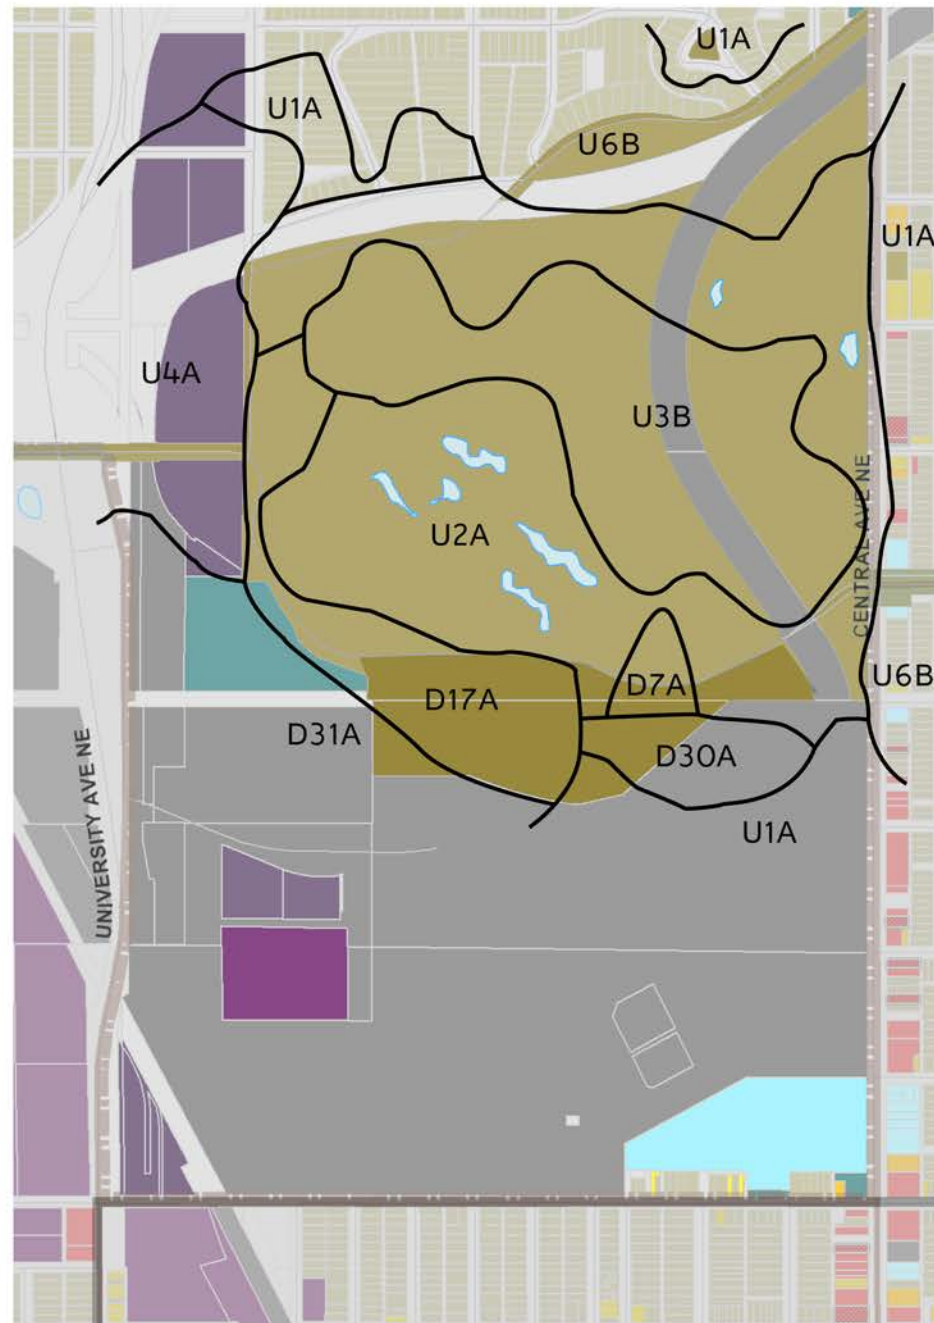 U1A
U1A
U6B
U1A
U4A
U3B
U2A
CENTRAL AVE NE
U6B
D7A
D17A
D31A
D30A
UNIVERSITY AVE NE
U1A